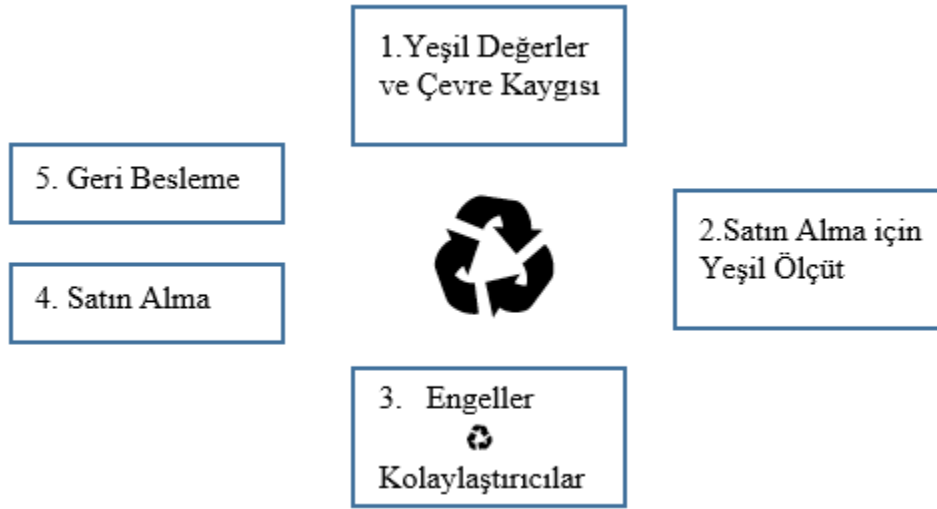 1.Yeşil Değerler
ve Çevre Kaygısı
2.Satın Alma için
Yeşil Ölçüt
3. Engeller
Kolaylaştırıcılar
4. Satın Alma
5. Geri Besleme